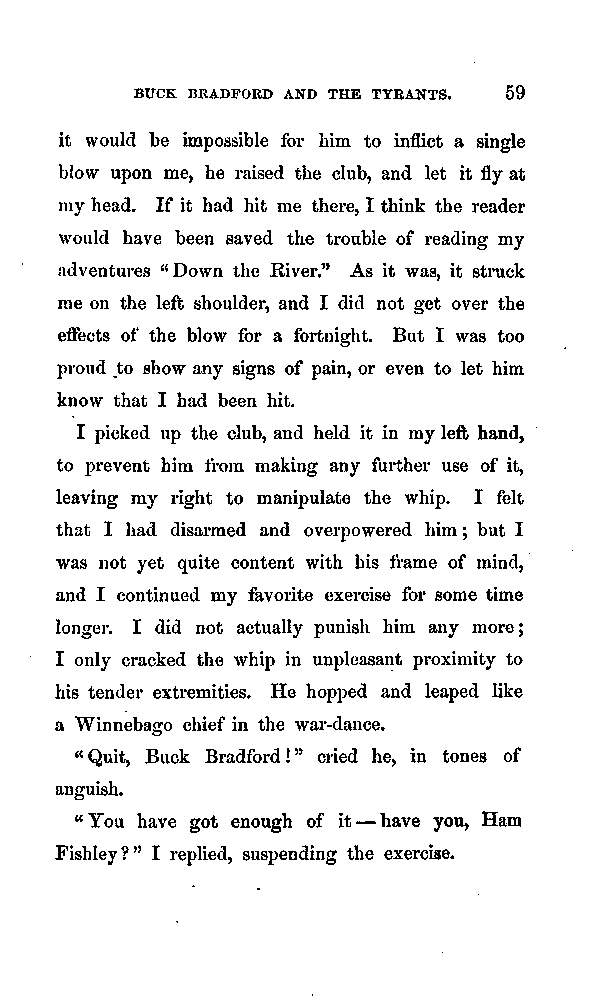 BUCK BRADFORD AND THE TYRANTS. 59
it would be impossible for him to inflict a single
blow upon me, he raised the club, and let it fly at
my head. If it had hit me there, I think the reader
would have been saved the trouble of reading my
adventures “Down the River.” As it was, it struck
me on the left shoulder, and I did not get over the
effects of the blow for a fortnight. But I was too
proud to show any signs of pain, or even to let him
know that I had been hit.
I picked up the club, and held it in my left hand,
to prevent him from making any further use of it,
leaving my right to manipulate the whip. I felt
that I had disarmed and overpowered him; but I
was not yet quite content with his frame of mind,
and I continued my favorite exercise for some time
longer. I did not actually punish him any more;
I only cracked the whip in unpleasant proximity to
his tender extremities. He hopped and leaped like
a Winnebago chief in the war-dance.
“Quit, Buck Bradford!” cried he, in tones of
anguish.
“You have got enough of it — have you, Ham
Fishley?” I replied, suspending the exercise.